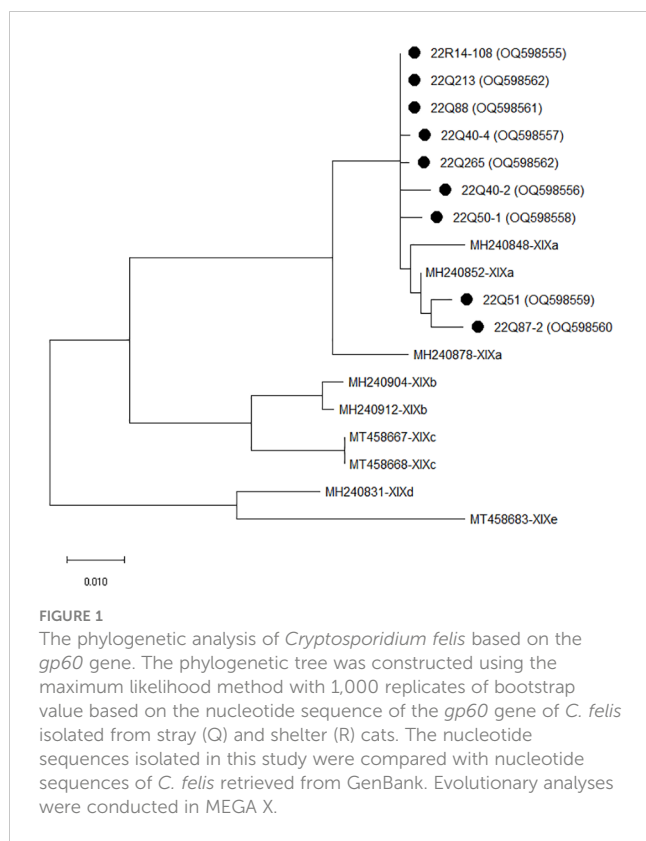 22R14-108 (OQ598555)
22Q213 (OQ598562)
22Q88 (OQ598561)
22Q40-4 (OQ598557)
22Q265 (OQ598562)
22Q40-2 (OQ598556)
22Q50-1 (OQ598558)
MH240848-XIXa
MH240852-XIXa
22Q51 (OQ598559)
22Q87-2 (OQ598560
MH240878-XIXa
MH240904-XIXb
MH240912-XIXb
MT458667-XIXc
MT458668-XIXc
MH240831-XIXd
MT458683-XIXe
0.010
FIGURE 1
The phylogenetic analysis of Cryptosporidium felis based on the
gp60 gene. The phylogenetic tree was constructed using the
maximum likelihood method with 1,000 replicates of bootstrap
value based on the nucleotide sequence of the gp60 gene of C. felis
isolated from stray (Q) and shelter (R) cats. The nucleotide
sequences isolated in this study were compared with nucleotide
sequences of C. felis retrieved from GenBank. Evolutionary analyses
were conducted in MEGA X.